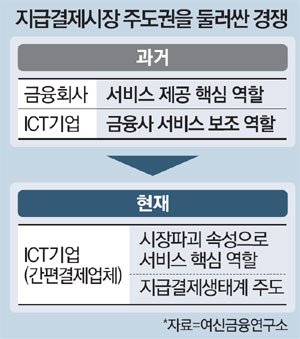 지급결제시장 주도권을 둘러싼 경쟁
과거
금융회사 서비스 제공 핵심 역할
ICT기업 금융사 서비스 보조 역할
현재
ICT기업
(간편결제업체)
시장파괴 속성으로
서비스 핵심 역할
지급결제생태계 주도
*자료=여신금융연구소